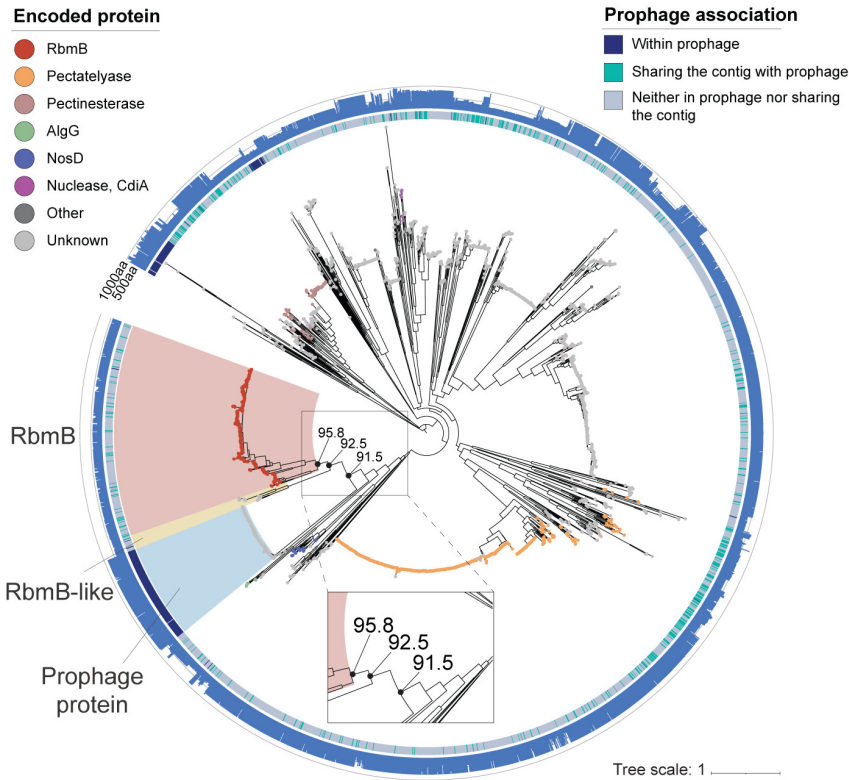 Encoded protein
RbmB
Pectatelyase
Pectinesterase
AlgG
NosD
Nuclease, CdiA
Other
Unknown
Prophage association
Within prophage
Sharing the contig with prophage
Neither in prophage nor sharing
the contig
1000aa
500aa
RbmB
95.8
92.5
91.5
RbmB-like
Prophage
protein
95.8
92.5
91.5
Tree scale: 1